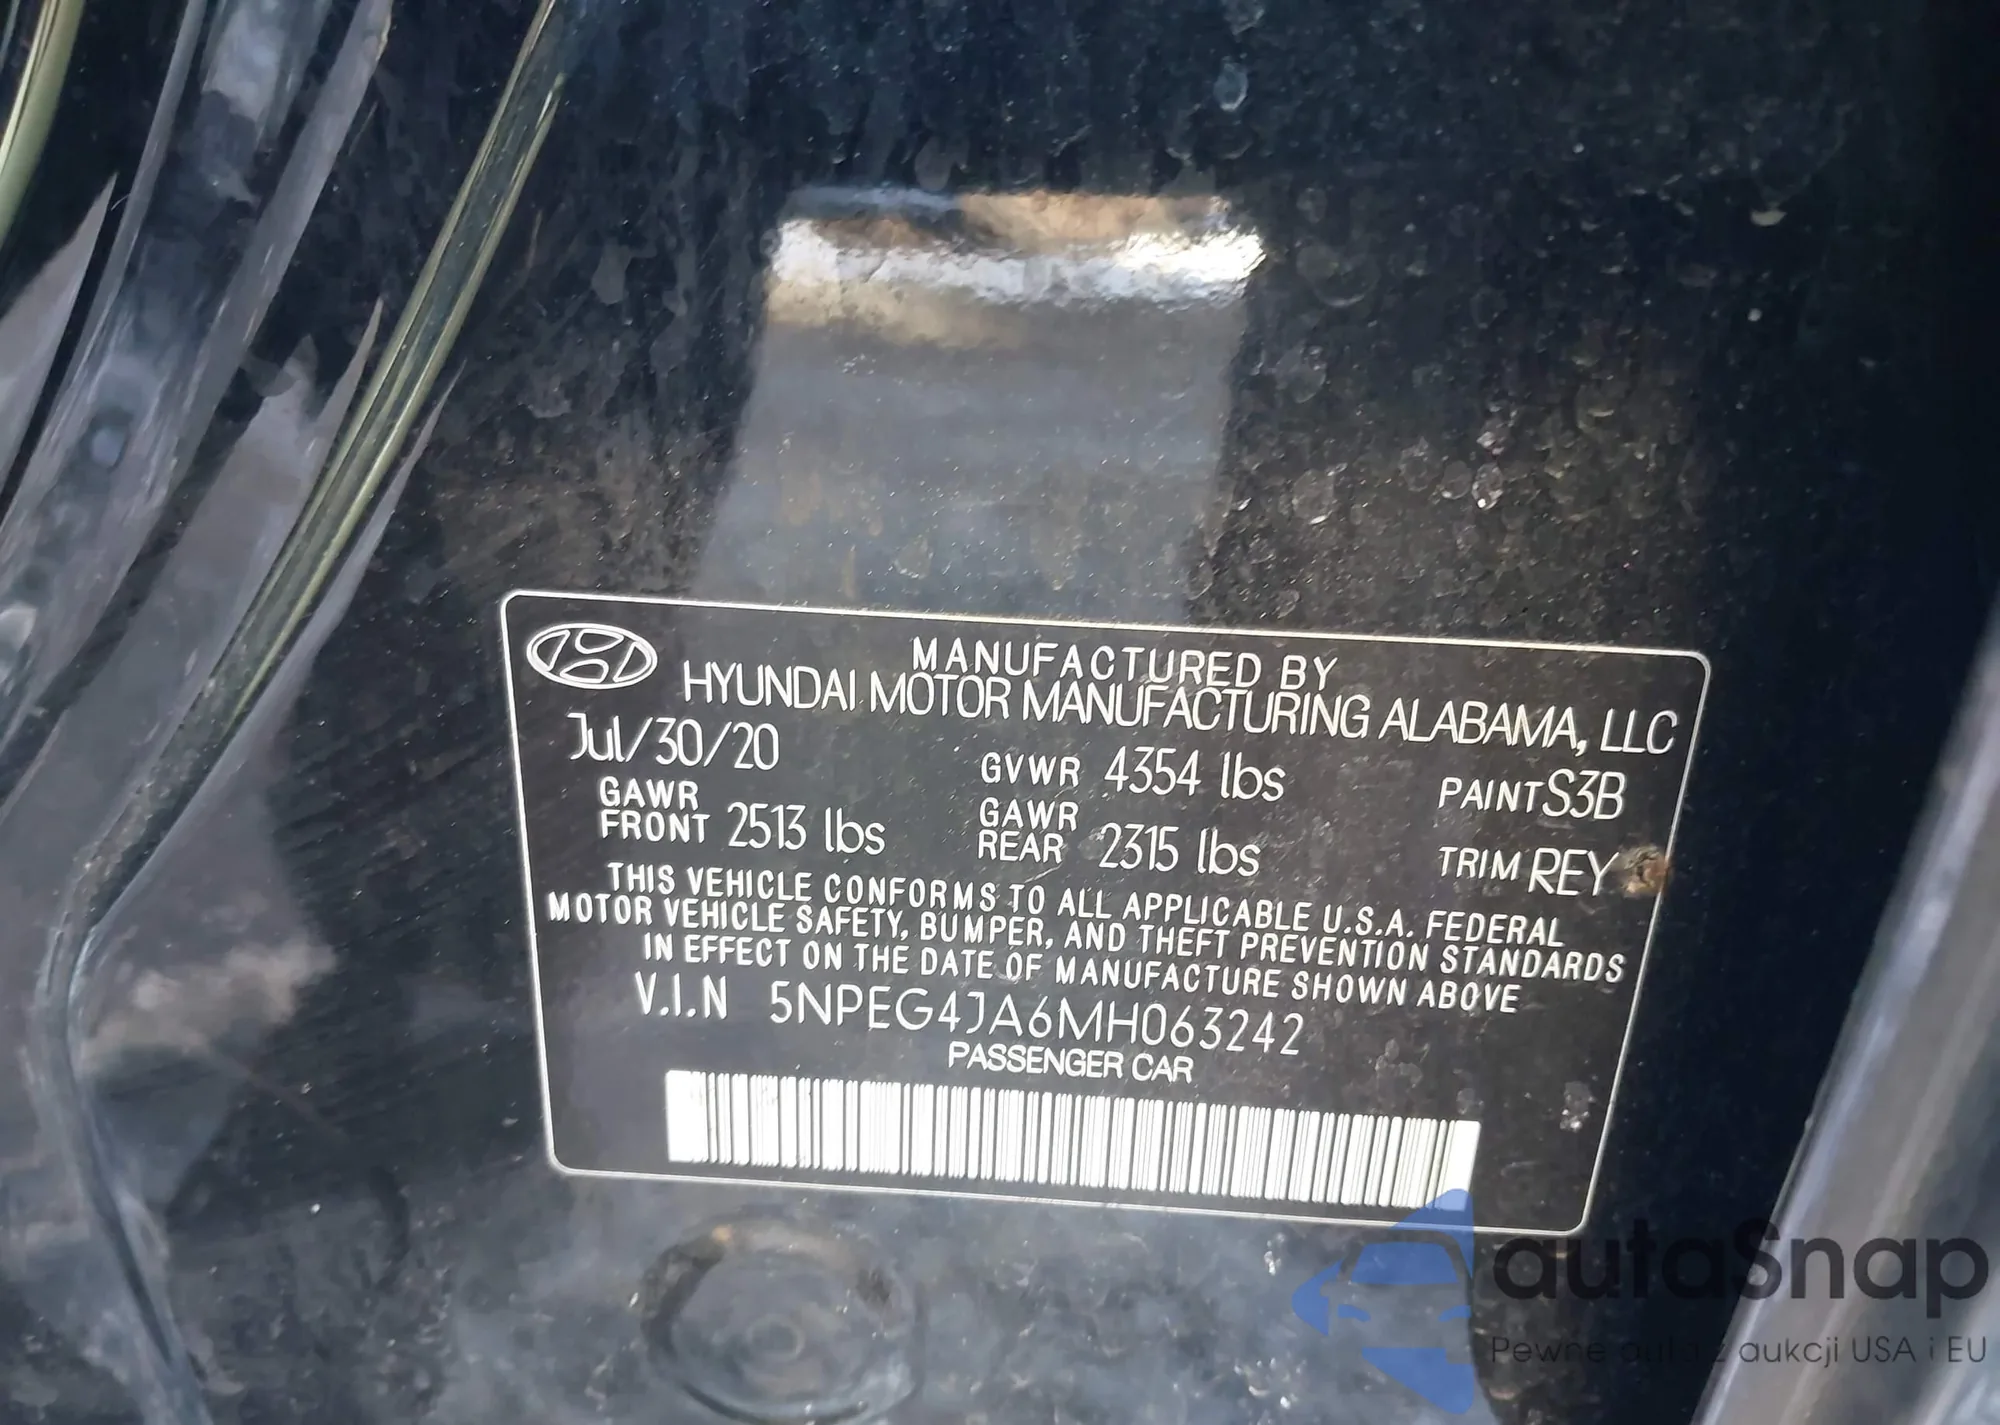 MANUFACTURED BY
HYUNDAI MOTOR MANUFACTURING ALABAMA, LLC
Jul/30/20 GVWR 4354 lbs PAINT S3B
GAWR FRONT 2513 lbs GAWR REAR 2315 lbs TRIM REY
THIS VEHICLE CONFORMS TO ALL APPLICABLE U.S.A. FEDERAL
MOTOR VEHICLE SAFETY, BUMPER, AND THEFT PREVENTION STANDARDS
IN EFFECT ON THE DATE OF MANUFACTURE SHOWN ABOVE
V.I.N 5NPEG4JA6MH063242
PASSENGER CAR
autaSnap
Pewne auta z aukcji USA i EU